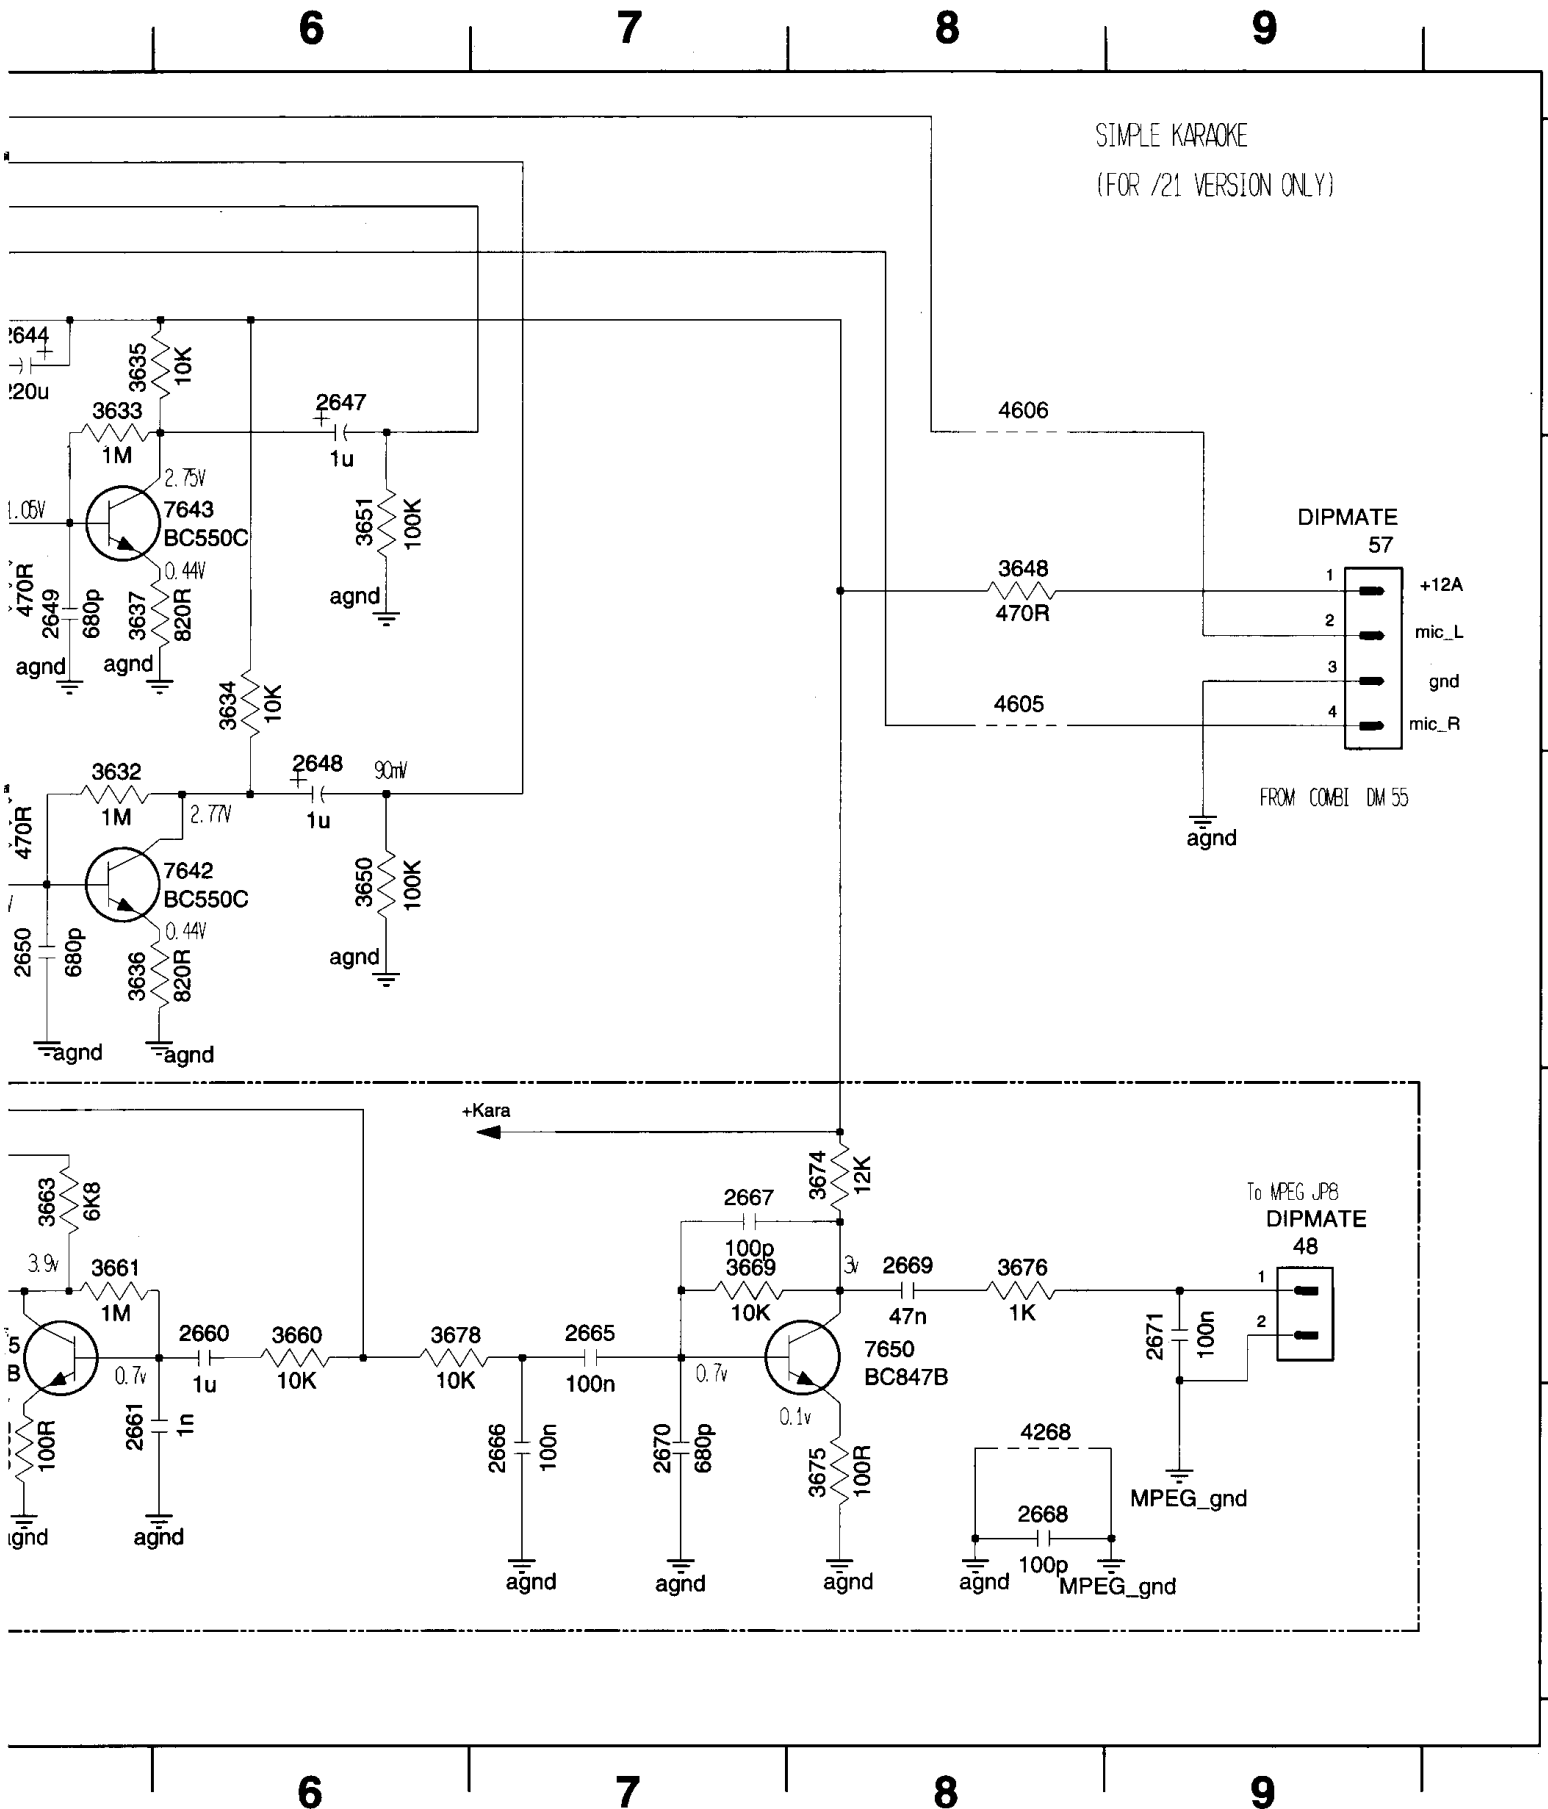 6 7 8 9
SIMPLE KARAOKE
(FOR /21 VERSION ONLY)
2644
+
220u
3635
10K
3633
1M
+
2647
1u
4606
2.75V
7643
BC550C
1.05V
0.44V
3651
100K
agnd
DIPMATE
57
470R
2649
680p
3637
820R
agnd
agnd
3648
470R
1
+12A
2
mic_L
3
gnd
4
mic_R
3634
10K
4605
3632
1M
+
2648
1u
90mV
2.77V
FROM COMBI DM 55
agnd
470R
7642
BC550C
0.44V
3650
100K
agnd
2650
680p
3636
820R
agnd
agnd
+Kara
3663
6K8
3674
12K
To MPEG JP8
DIPMATE
48
2667
100p
3.9v
3661
1M
3669
10K
3v
2669
47n
3676
1K
1
2
2671
100n
5
B
0.7v
2660
1u
3660
10K
3678
10K
2665
100n
0.7v
7650
BC847B
0.1v
100R
2661
1n
2666
100n
2670
680p
3675
100R
4268
MPEG_gnd
2668
100p
agnd
agnd
agnd
agnd
agnd
agnd
MPEG_gnd
6 7 8 9